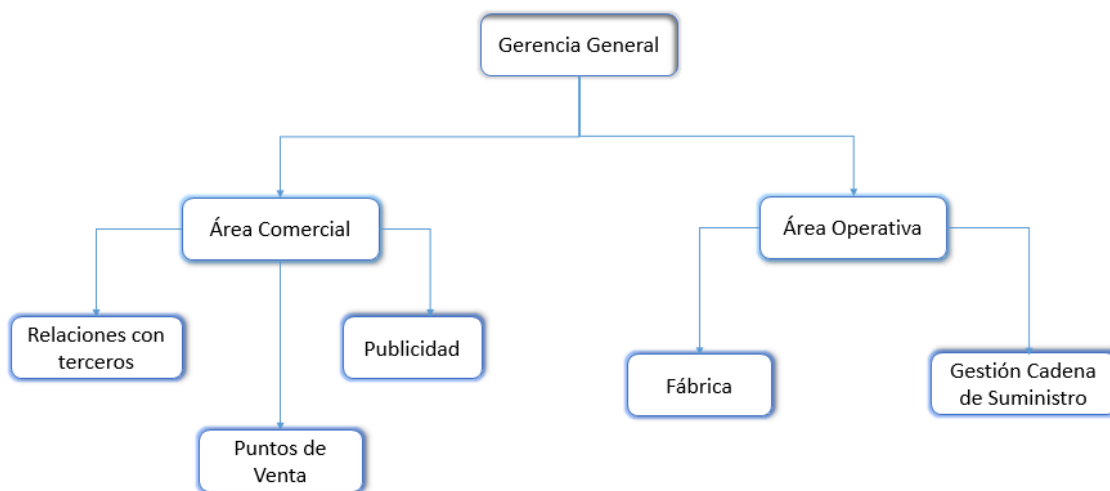 Gerencia General
Área Comercial
Área Operativa
Relaciones con
terceros
Publicidad
Fábrica
Gestión Cadena
de Suministro
Puntos de
Venta